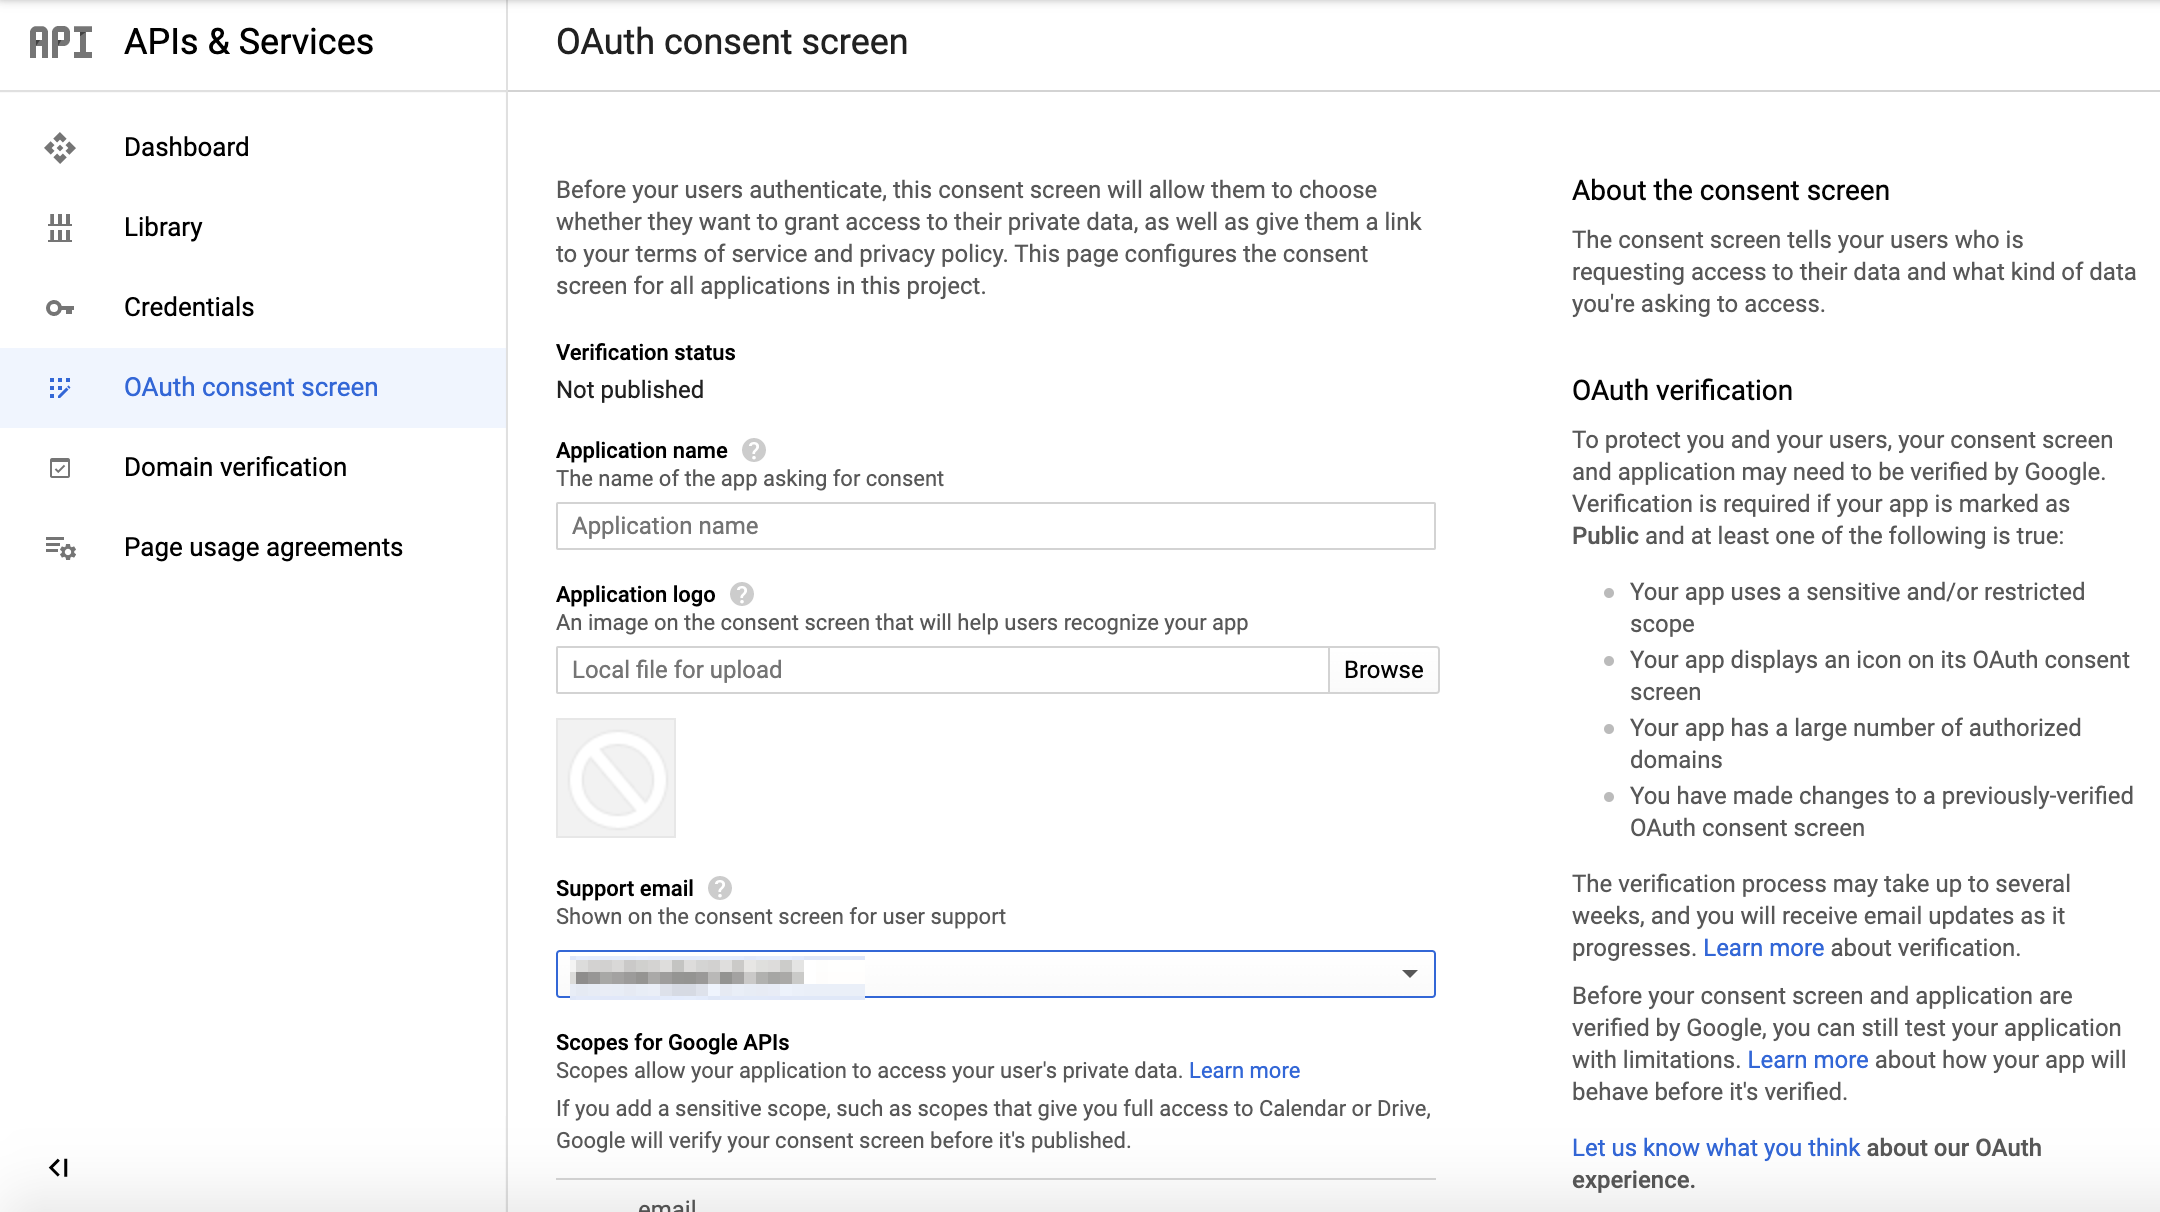 API APIs & Services
OAuth consent screen
Dashboard
Library
Credentials
OAuth consent screen
Domain verification
Page usage agreements
Before your users authenticate, this consent screen will allow them to choose
whether they want to grant access to their private data, as well as give them a link
to your terms of service and privacy policy. This page configures the consent
screen for all applications in this project.
Verification status
Not published
Application name ?
The name of the app asking for consent
Application name
Application logo ?
An image on the consent screen that will help users recognize your app
Local file for upload Browse
Support email ?
Shown on the consent screen for user support
Scopes for Google APIs
Scopes allow your application to access your user's private data. Learn more
If you add a sensitive scope, such as scopes that give you full access to Calendar or Drive,
Google will verify your consent screen before it's published.
email
About the consent screen
The consent screen tells your users who is
requesting access to their data and what kind of data
you're asking to access.
OAuth verification
To protect you and your users, your consent screen
and application may need to be verified by Google.
Verification is required if your app is marked as
Public and at least one of the following is true:
Your app uses a sensitive and/or restricted
scope
Your app displays an icon on its OAuth consent
screen
Your app has a large number of authorized
domains
You have made changes to a previously-verified
OAuth consent screen
The verification process may take up to several
weeks, and you will receive email updates as it
progresses. Learn more about verification.
Before your consent screen and application are
verified by Google, you can still test your application
with limitations. Learn more about how your app will
behave before it's verified.
Let us know what you think about our OAuth
experience.